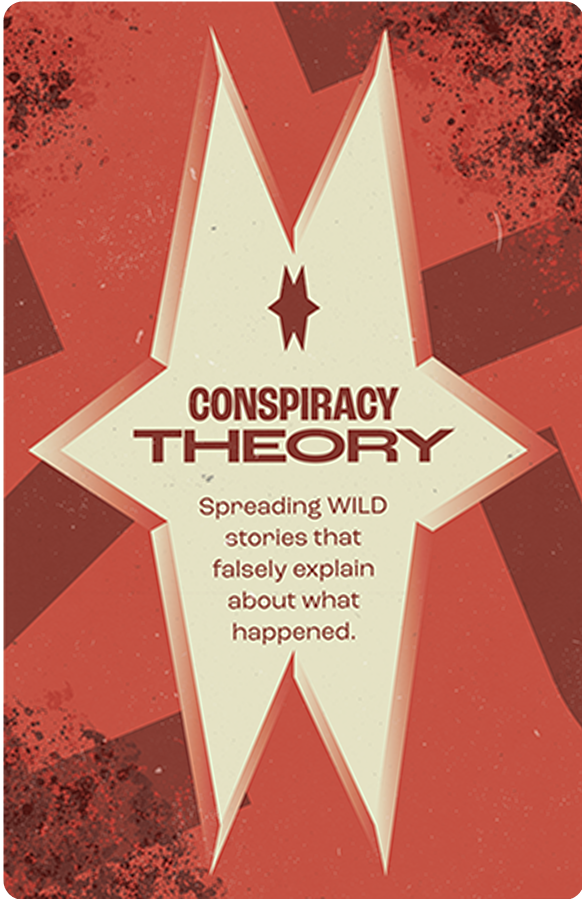 CONSPIRACY
THEORY
Spreading WILD
stories that
falsely explain
about what
happened.